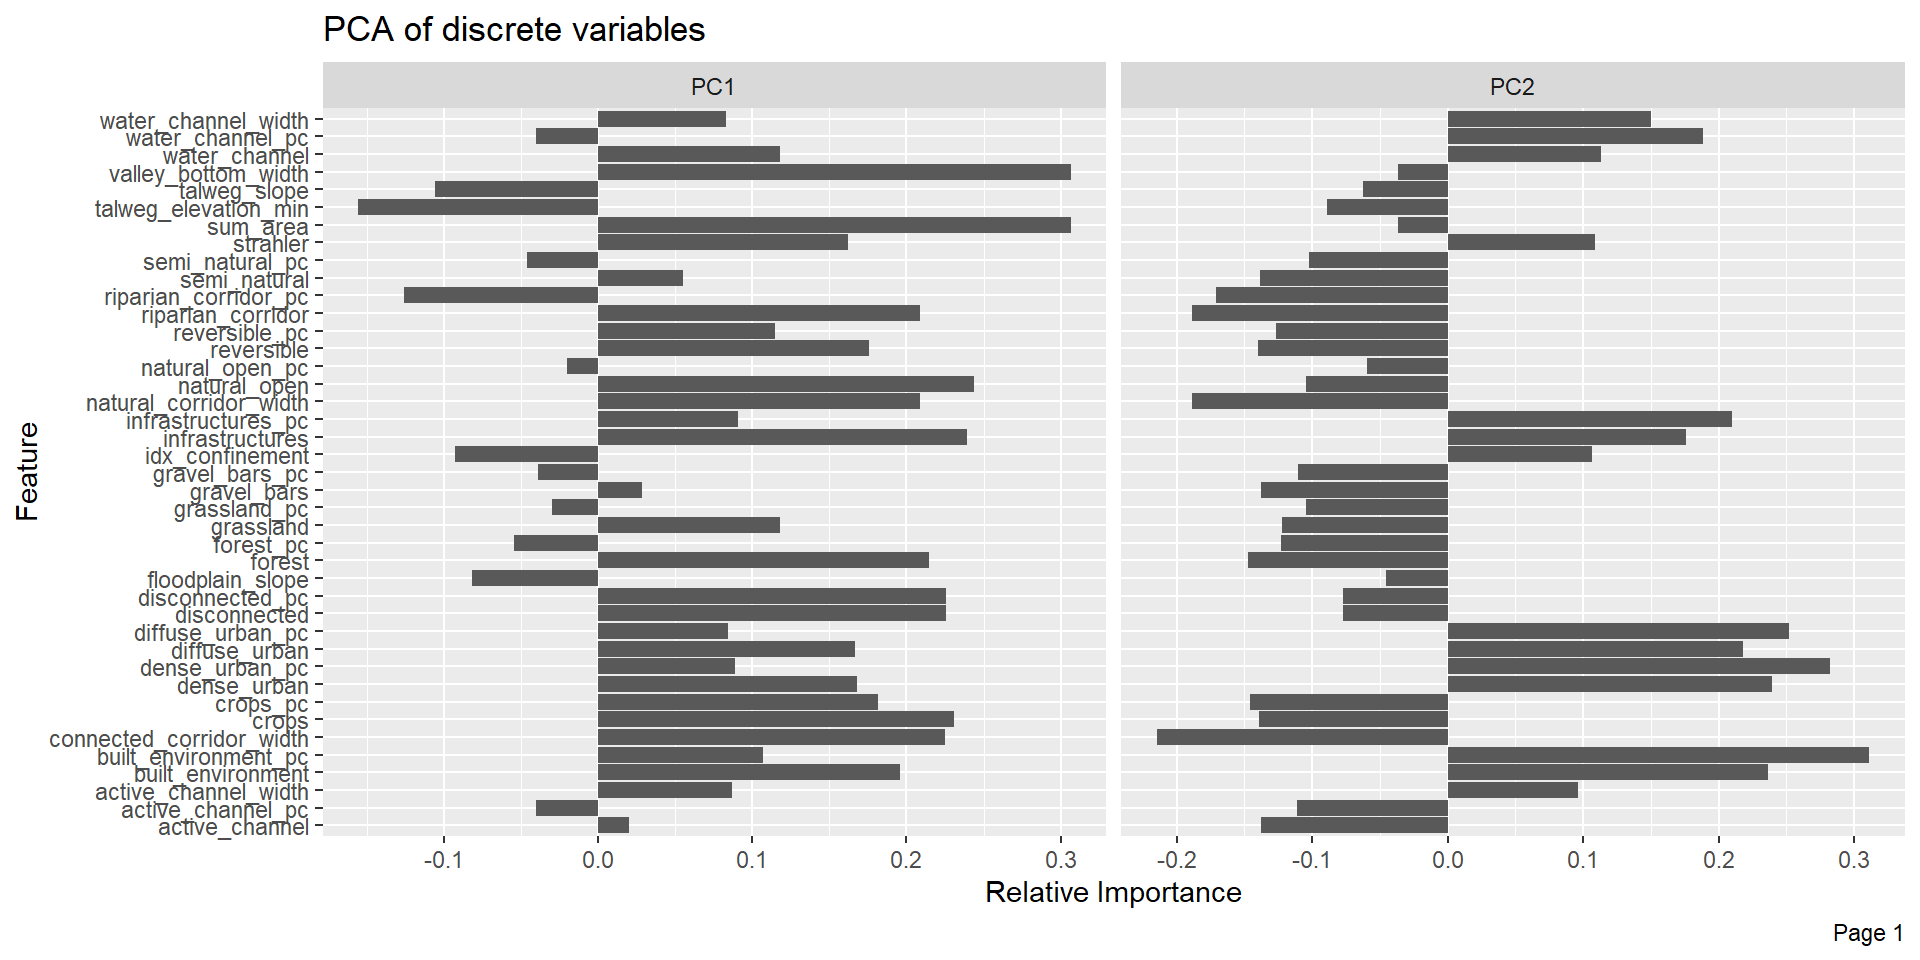 PCA of discrete variables
PC1
PC2
water_channel_width
water_channel_pc
water_channel
valley_bottom_width
talweg_slope
talweg_elevation_min
sum_area
strahler
semi_natural_pc
semi_natural
riparian_corridor_pc
riparian_corridor
reversible_pc
reversible
natural_open_pc
natural_open
natural_corridor_width
infrastructures_pc
infrastructures
idx_confinement
gravel_bars_pc
gravel_bars
grassland_pc
grassland
forest_pc
forest
floodplain_slope
disconnected_pc
disconnected
diffuse_urban_pc
diffuse_urban
dense_urban_pc
dense_urban
crops_pc
crops
connected_corridor_width
built_environment_pc
built_environment
active_channel_width
active_channel_pc
active_channel
Feature
-0.1 0.0 0.1 0.2 0.3
-0.2 -0.1 0.0 0.1 0.2 0.3
Relative Importance
Page 1